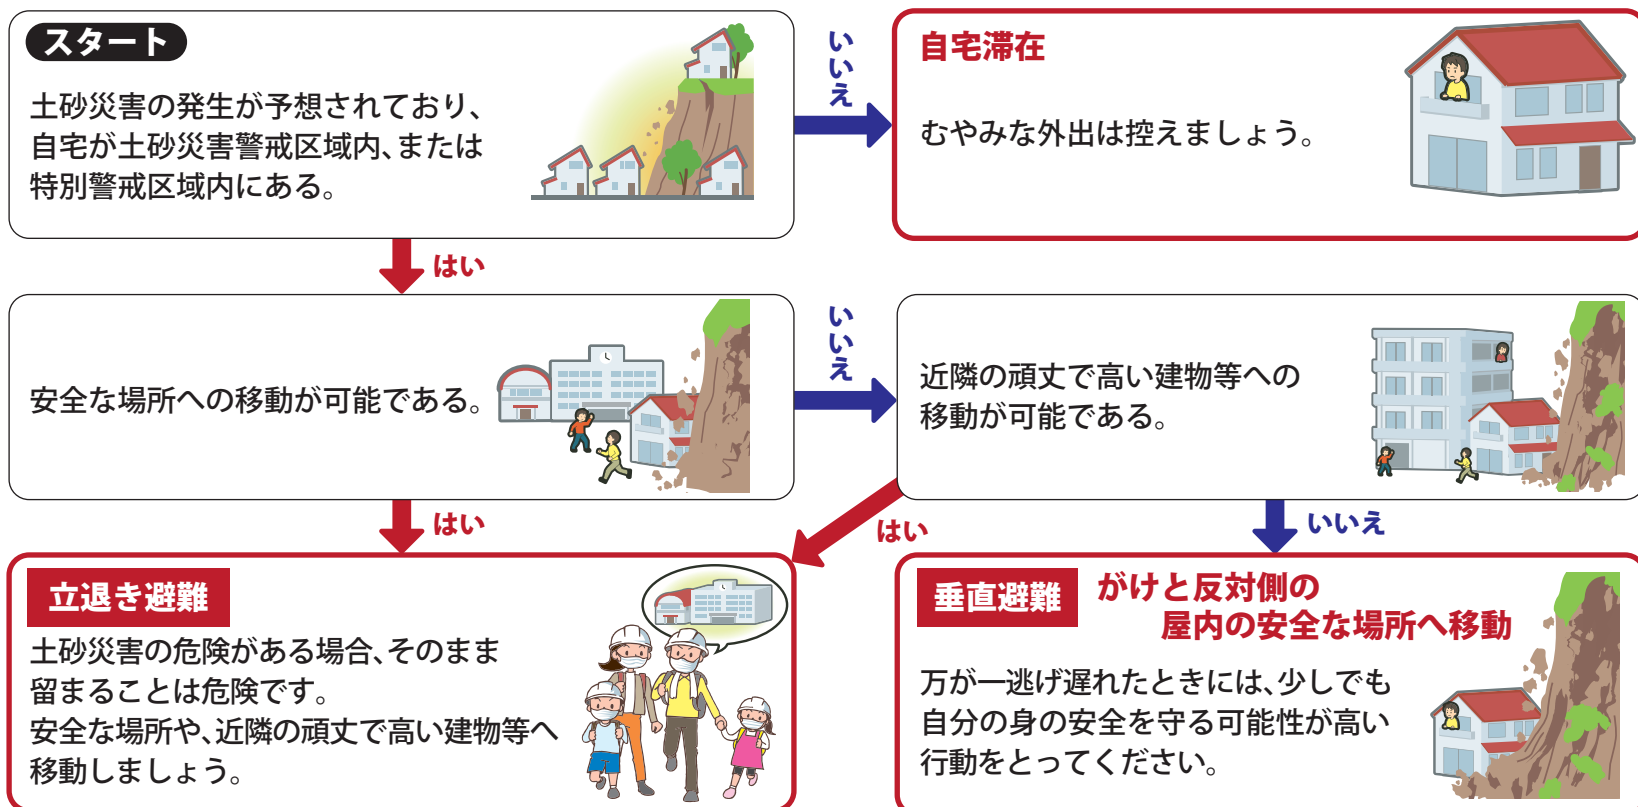 スタート
土砂災害の発生が予想されており、
自宅が土砂災害警戒区域内、または
特別警戒区域内にある。
いいえ
自宅滞在
むやみな外出は控えましょう。
はい
安全な場所への移動が可能である。
いいえ
近隣の頑丈で高い建物等への
移動が可能である。
はい
はい
いいえ
立退き避難
土砂災害の危険がある場合、そのまま
留まることは危険です。
安全な場所や、近隣の頑丈で高い建物等へ
移動しましょう。
垂直避難
がけと反対側の
屋内の安全な場所へ移動
万が一逃げ遅れたときには、少しでも
自分の身の安全を守る可能性が高い
行動をとってください。